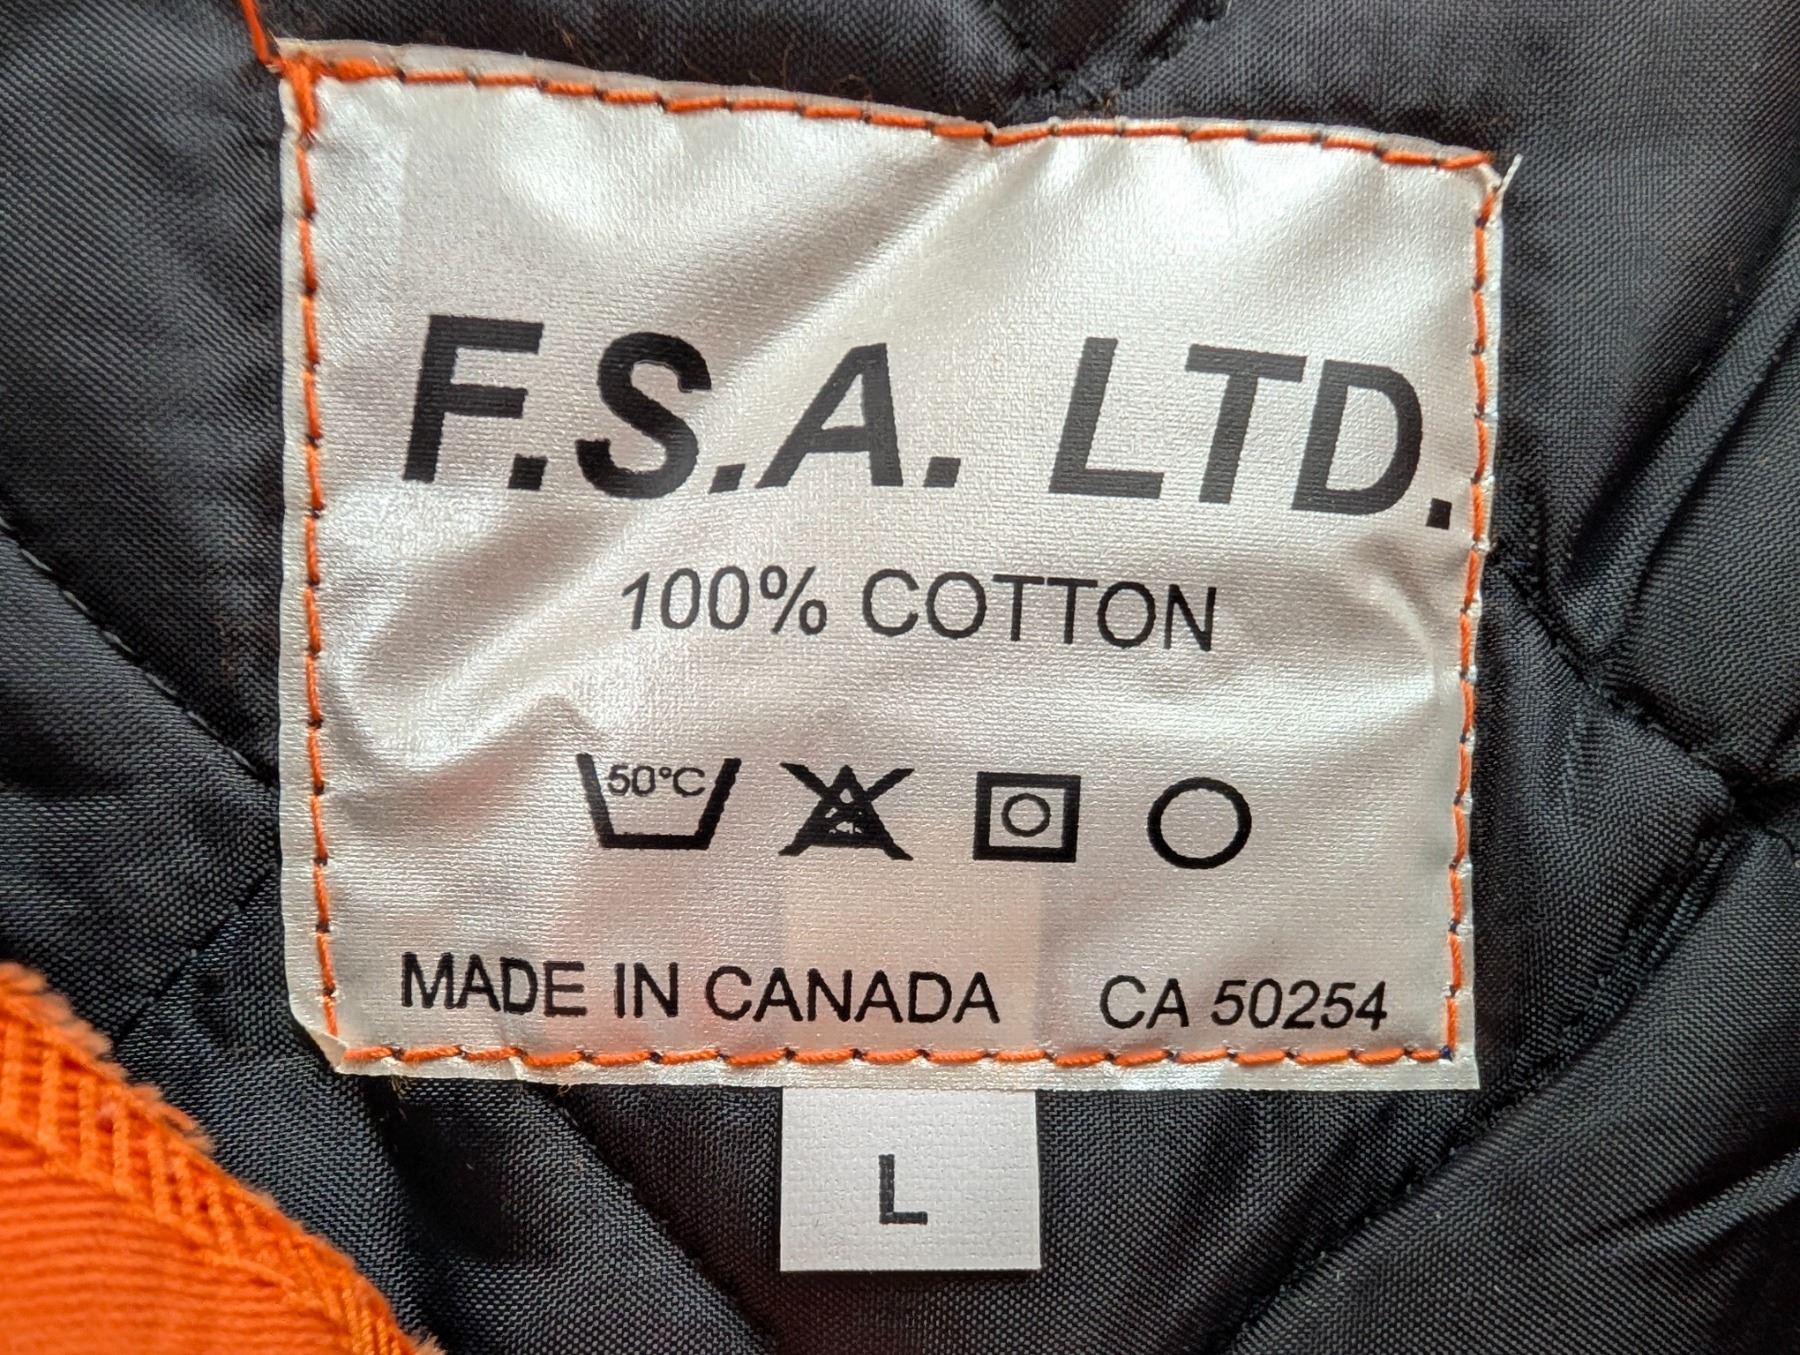 F.S.A. LTD.
100% COTTON
50°C
MADE IN CANADA CA 50254
L